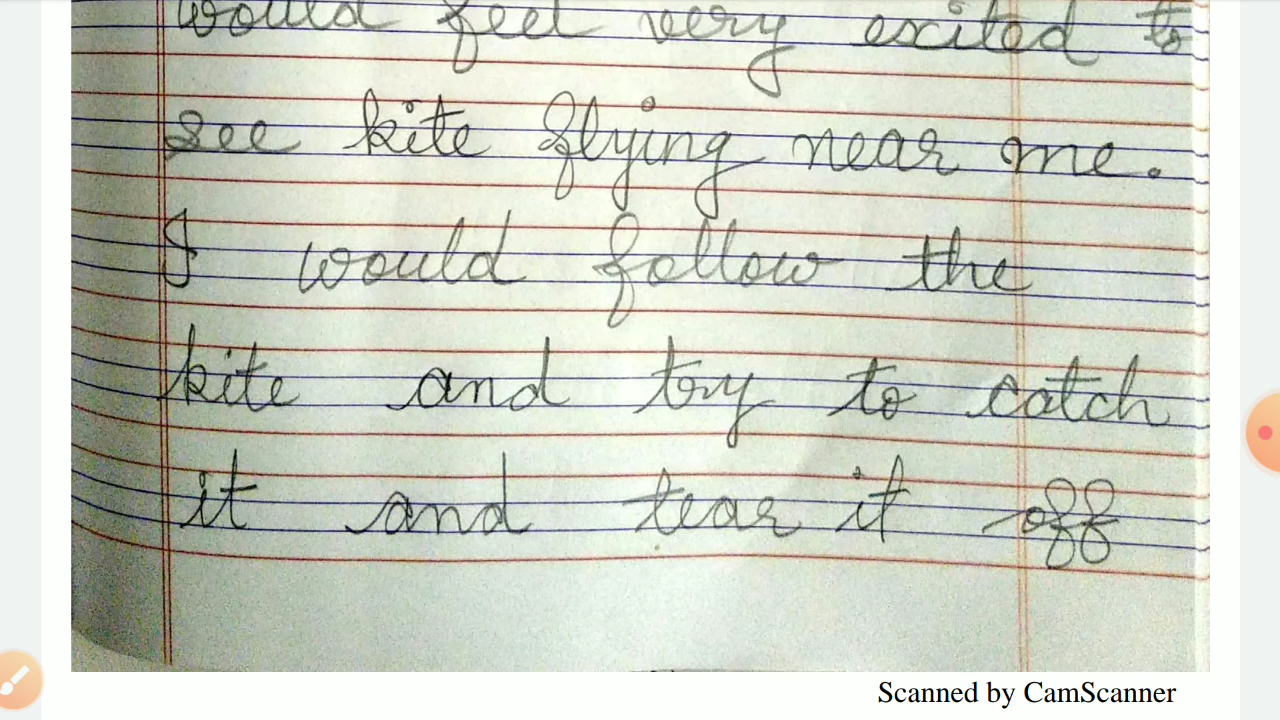 would feel very excited to
see kite flying near me.
I would follow the
kite and try to catch
it and tear it off
Scanned by CamScanner